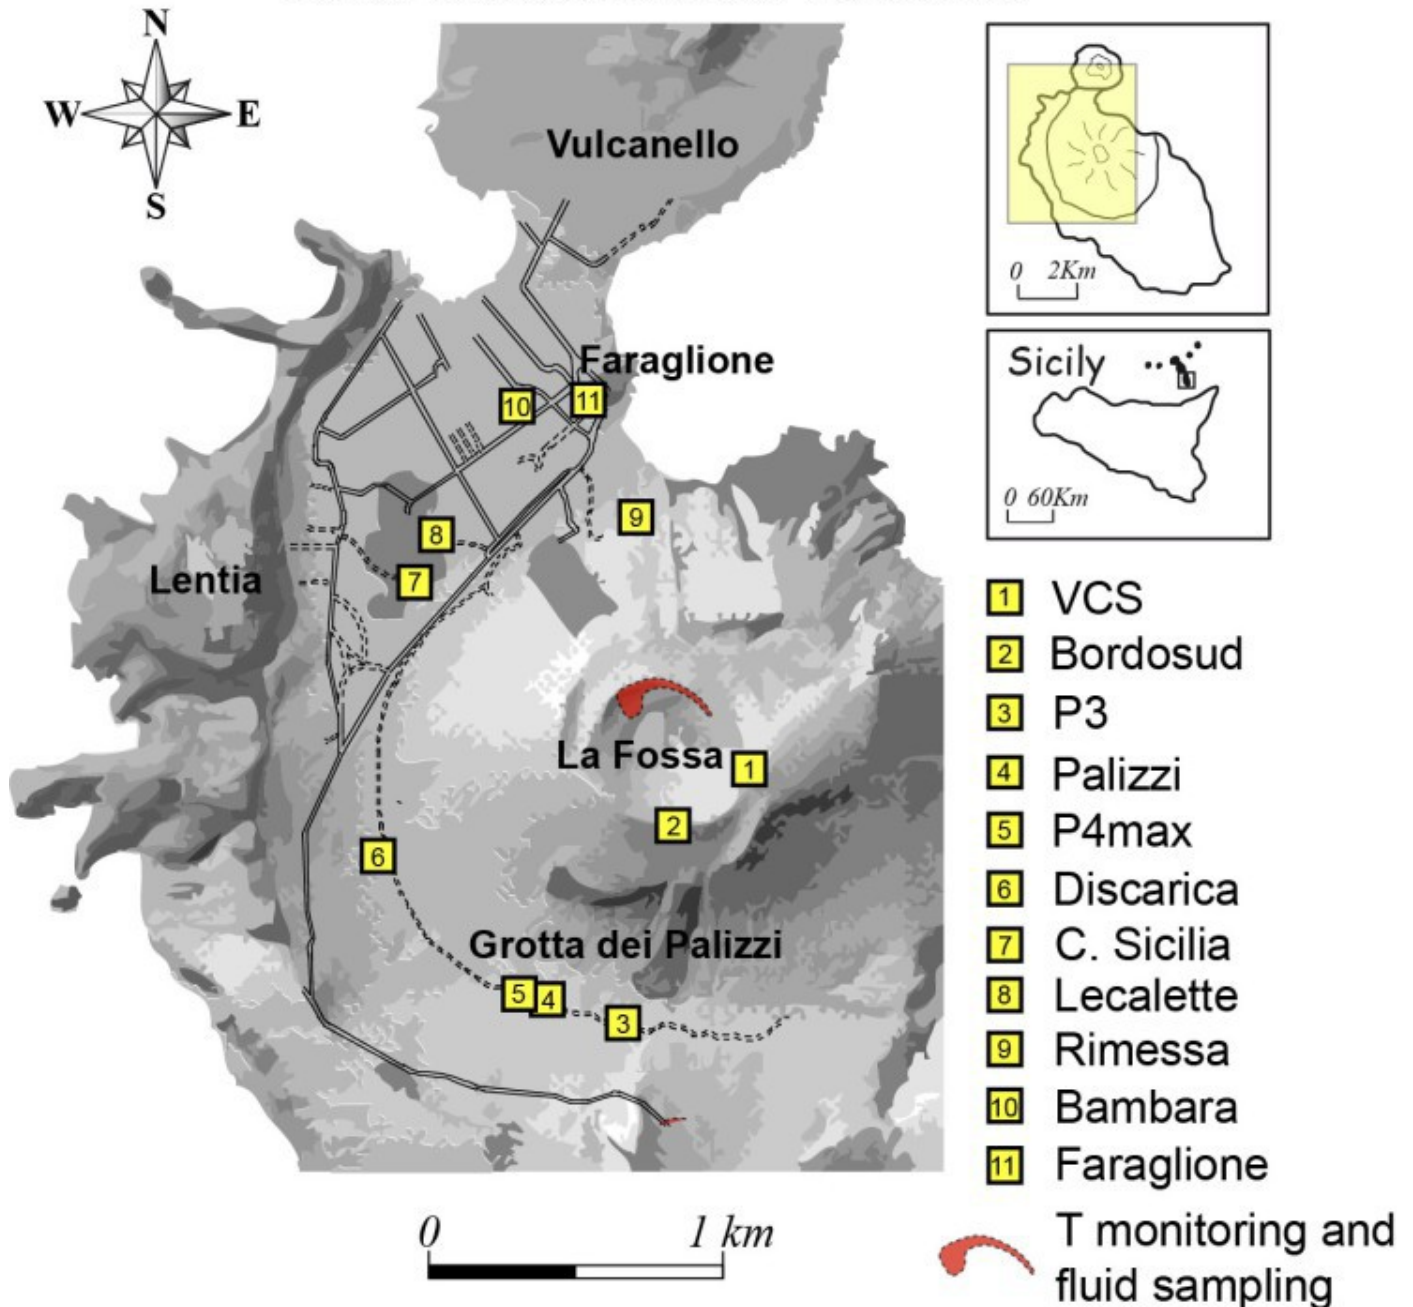 N
W E
S
Vulcanello
Faraglione
10 11
9
8
7
Lentia
La Fossa
1
2
6
Grotta dei Palizzi
5 4
3
0 1 km
0 2Km
Sicily
0 60Km
1 VCS
2 Bordosud
3 P3
4 Palizzi
5 P4max
6 Discarica
7 C. Sicilia
8 Lecalette
9 Rimessa
10 Bambara
11 Faraglione
T monitoring and
fluid sampling